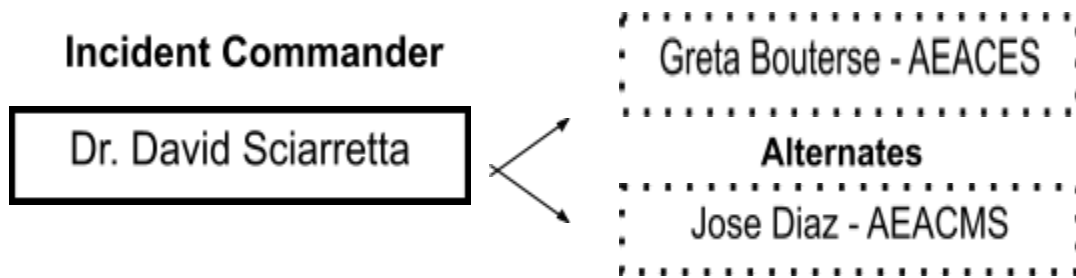 Incident Commander
Dr. David Sciarretta
Greta Bouterse - AEACES
Alternates
Jose Diaz - AEACMS